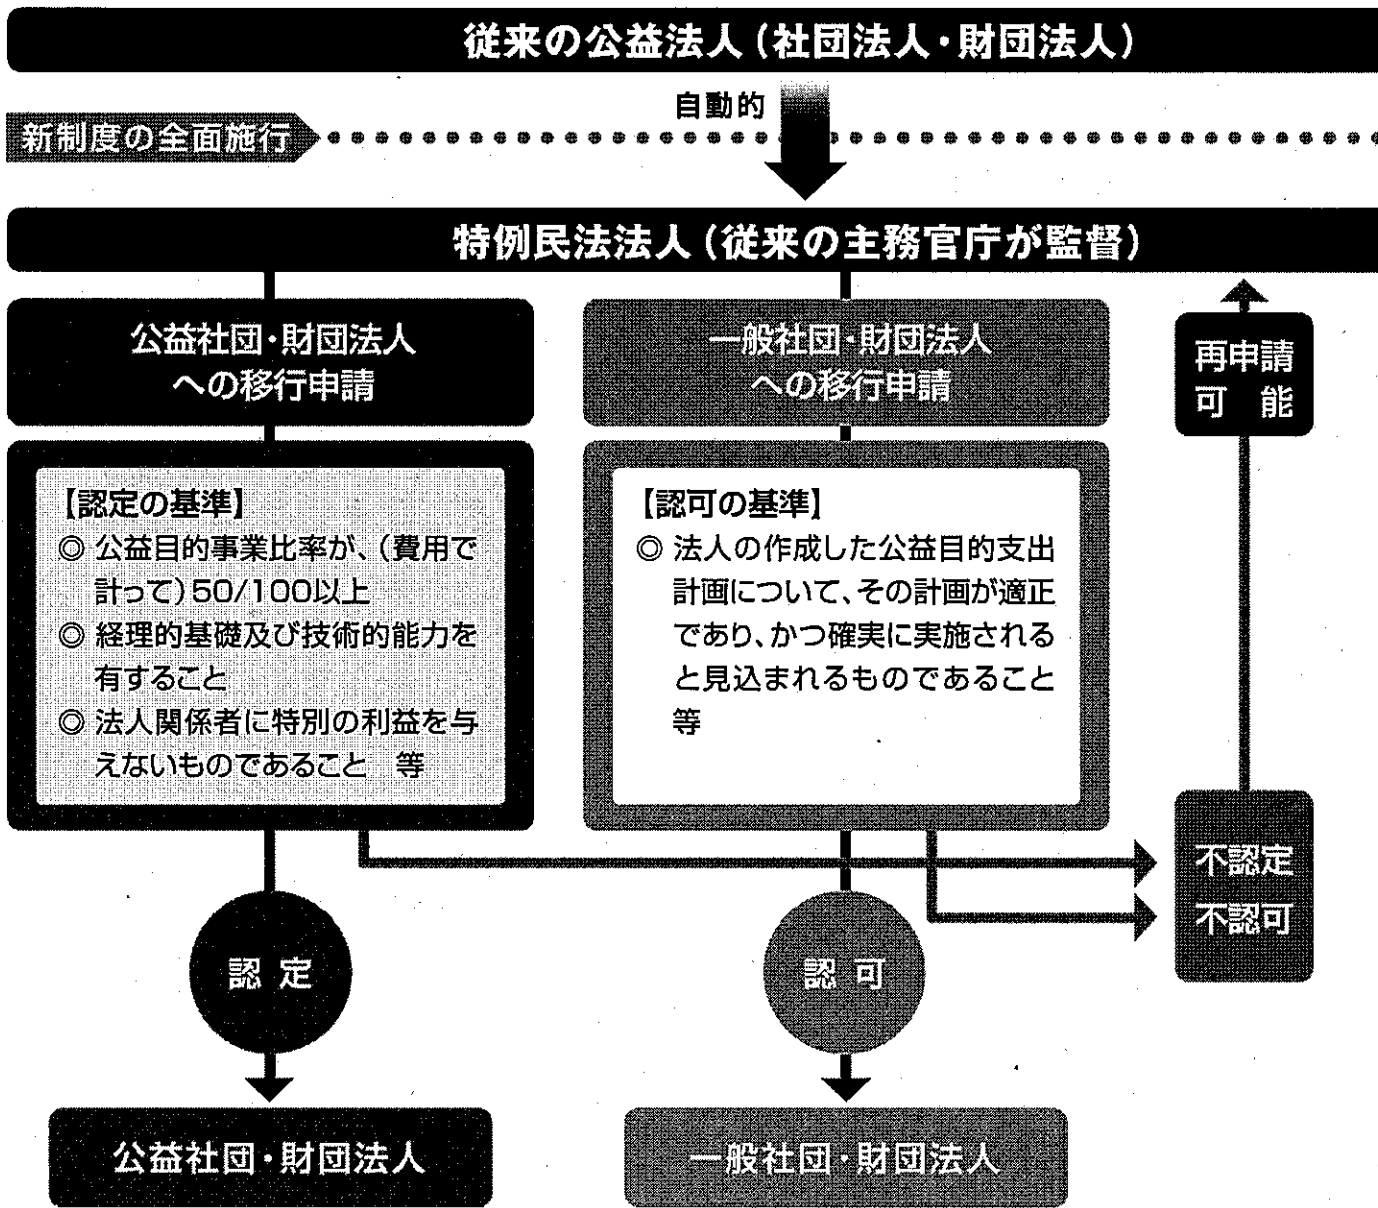 従来の公益法人(社団法人・財団法人)
自動的
新制度の全面施行
特例民法法人(従来の主務官庁が監督)
公益社団・財団法人
への移行申請
一般社団・財団法人
への移行申請
再申請
可 能
【認定の基準】
◎ 公益目的事業比率が、(費用で
計って)50/100以上
◎ 経理的基礎及び技術的能力を
有すること
◎ 法人関係者に特別の利益を与
えないものであること 等
【認可の基準】
◎ 法人の作成した公益目的支出
計画について、その計画が適正
であり、かつ確実に実施される
と見込まれるものであること
等
不認定
不認可
認 定
認 可
公益社団・財団法人
一般社団・財団法人